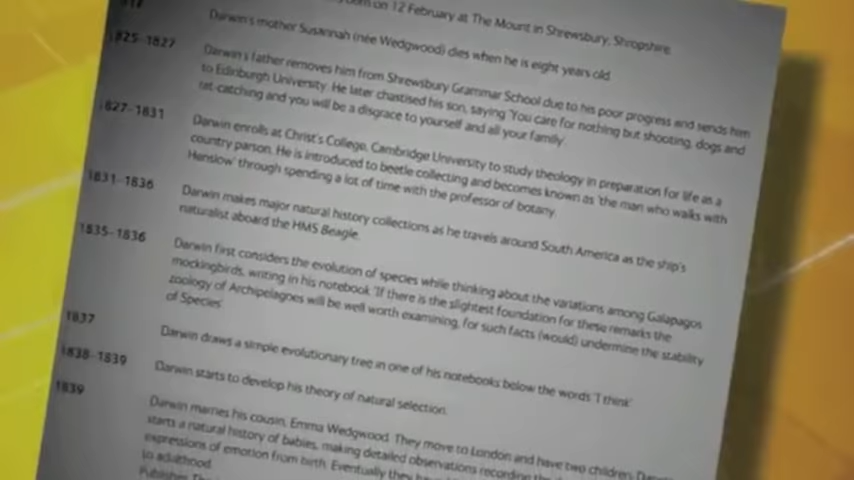 on 12 February at The Mount in Shrewsbury, Shropshire.
Darwin's mother Susannah (née Wedgwood) dies when he is eight years old.
1825–1827
Darwin's father removes him from Shrewsbury Grammar School due to his poor progress and sends him
to Edinburgh University. He later chastised his son, saying 'You care for nothing but shooting, dogs and
rat-catching and you will be a disgrace to yourself and all your family.'
1827–1831
Darwin enrolls at Christ's College, Cambridge University to study theology in preparation for life as a
country parson. He is introduced to beetle collecting and becomes known as 'the man who walks with
Henslow' through spending a lot of time with the professor of botany.
1831–1836
Darwin makes major natural history collections as he travels around South America as the ship's
naturalist aboard the HMS Beagle.
1835–1836
Darwin first considers the evolution of species while thinking about the variations among Galapagos
mockingbirds, writing in his notebook 'If there is the slightest foundation for these remarks the
zoology of Archipelagoes will be well worth examining, for such facts (would) undermine the stability
of Species'
1837
Darwin draws a simple evolutionary tree in one of his notebooks below the words 'I think'
1838–1839
Darwin starts to develop his theory of natural selection.
1839
Darwin marries his cousin, Emma Wedgwood. They move to London and have two children.
starts a natural history of babies, making detailed observations recording the
expressions of emotion from birth. Eventually they
to adulthood.